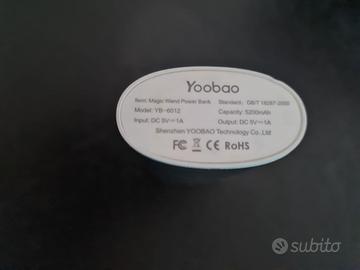 Yoobao
Item: Magic Wand Power Bank Standard: GB/T 18287-2000
Model: YB-6012 Capacity: 5200mAh
Input: DC 5V⎓1A Output: DC 5V⎓1A
Shenzhen YOOBAO Technology Co.,Ltd
FC CE RoHS
subito